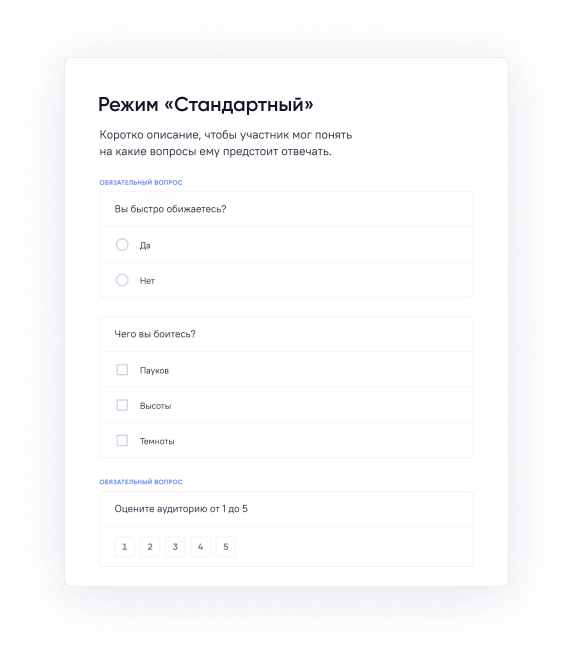 Режим «Стандартный»
Коротко описание, чтобы участник мог понять
на какие вопросы ему предстоит отвечать.
ОБЯЗАТЕЛЬНЫЙ ВОПРОС
Вы быстро обижаетесь?
Да
Нет
Чего вы боитесь?
Пауков
Высоты
Темноты
ОБЯЗАТЕЛЬНЫЙ ВОПРОС
Оцените аудиторию от 1 до 5
1 2 3 4 5